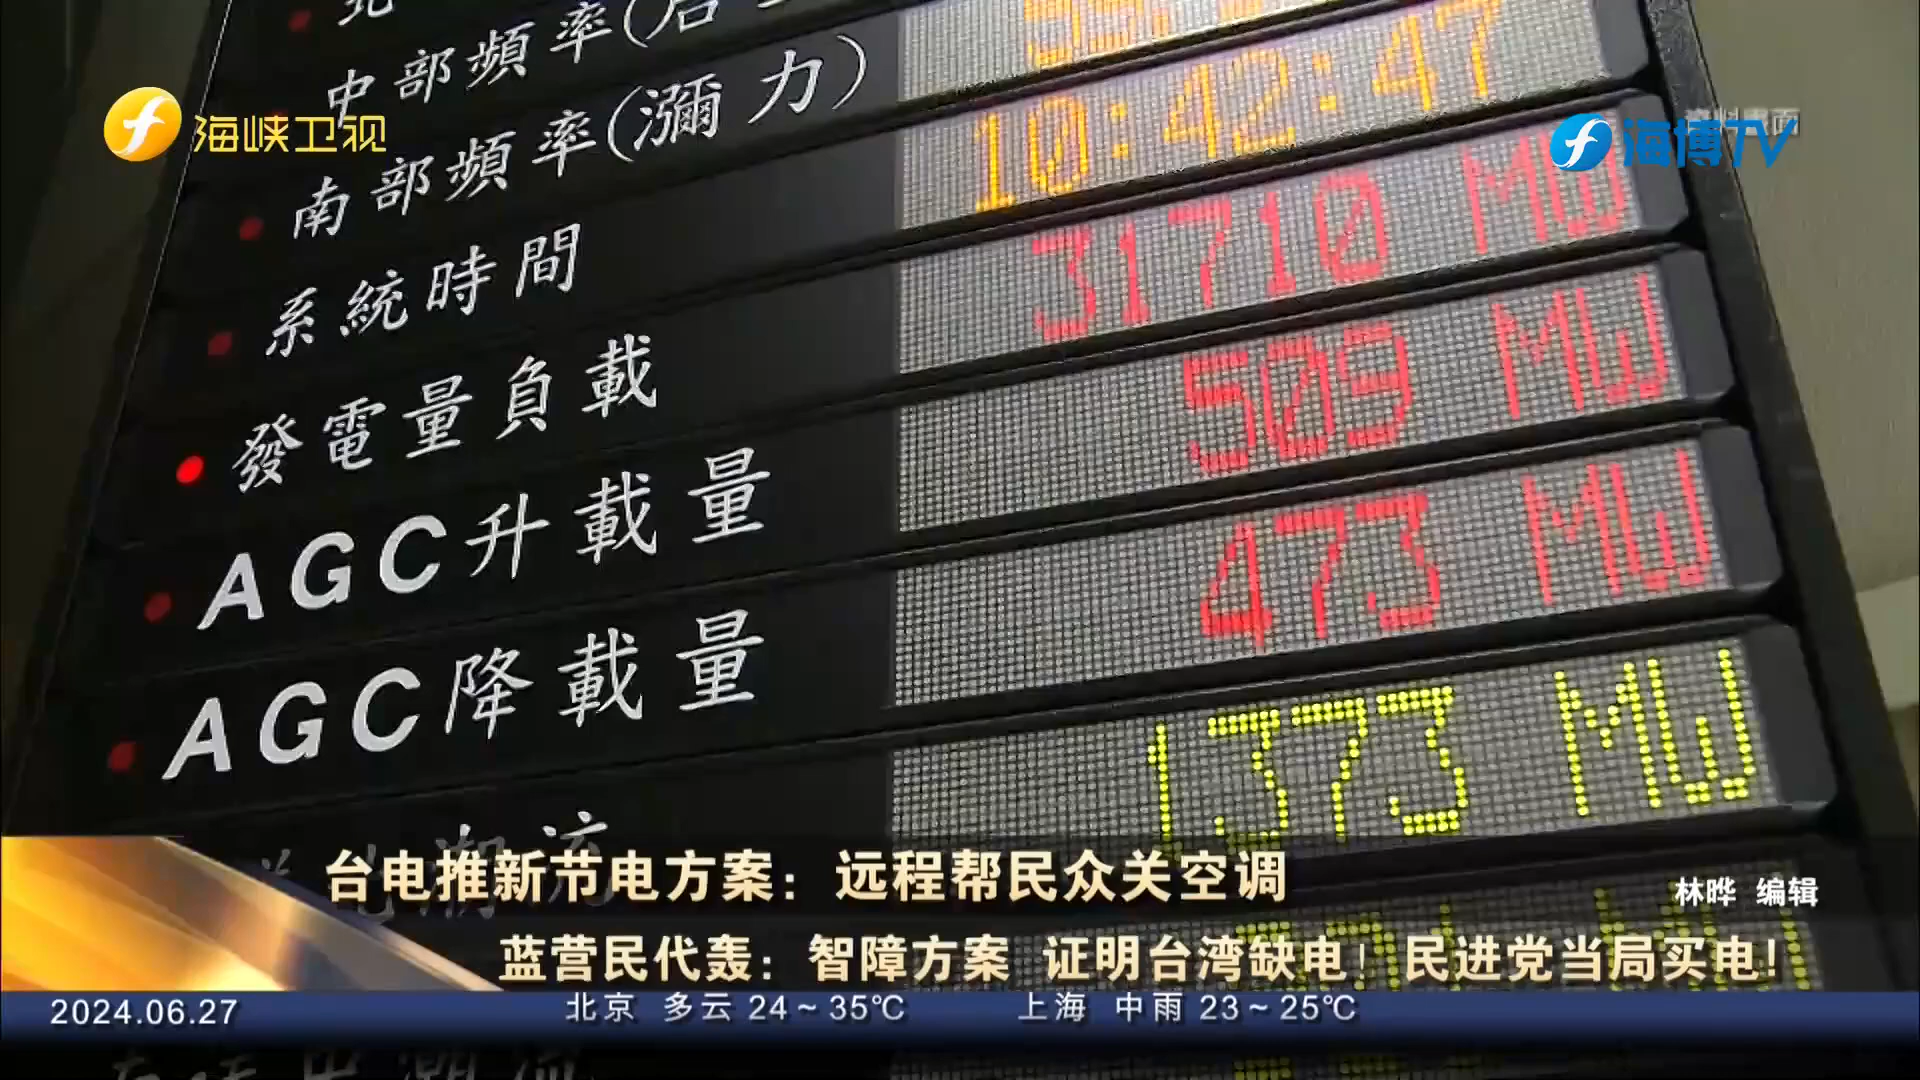 中部頻率(
南部頻率(瀰力)
海峡卫视
海博TV
系統時間 10:42:47
發電量負載 31710 MW
AGC升載量 509 MW
AGC降載量 473 MW
1373 MW
台电推新节电方案：远程帮民众关空调
林晔 编辑
蓝营民代轰：智障方案 证明台湾缺电！民进党当局买电！
2024.06.27 北京 多云 24～35℃ 上海 中雨 23～25℃